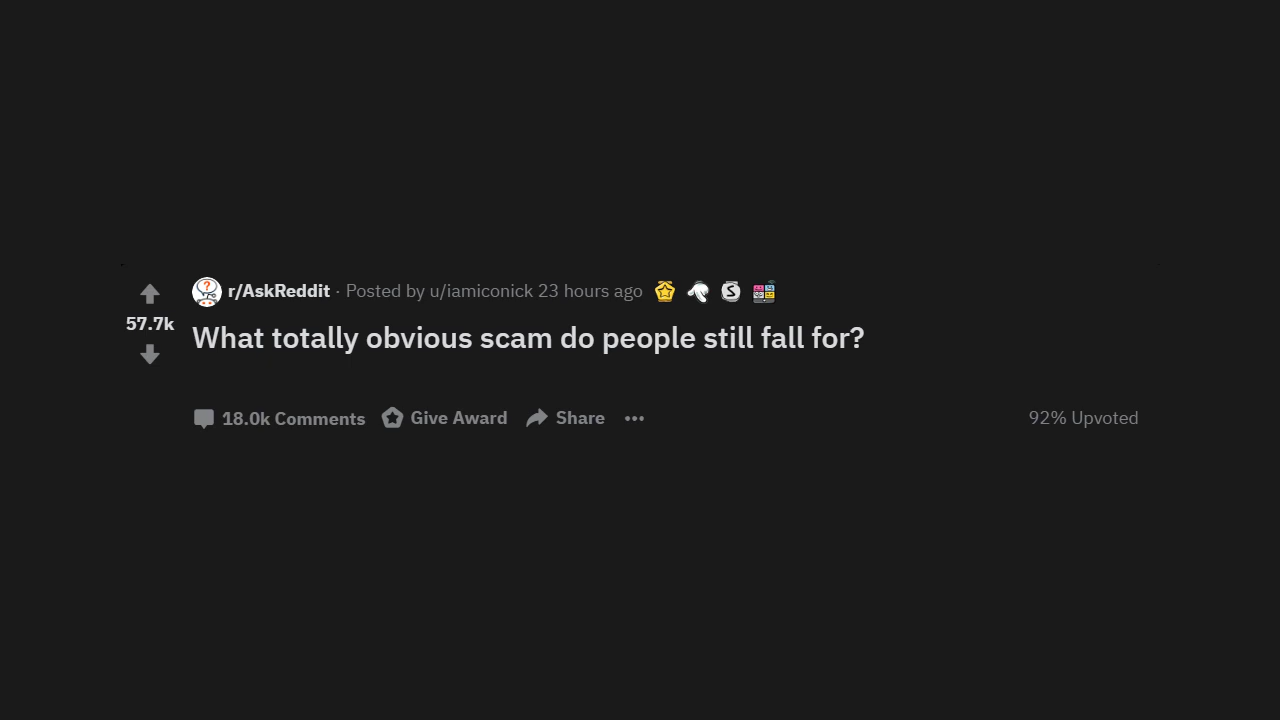 r/AskReddit · Posted by u/iamiconick 23 hours ago
57.7k
What totally obvious scam do people still fall for?
18.0k Comments Give Award Share ••• 92% Upvoted